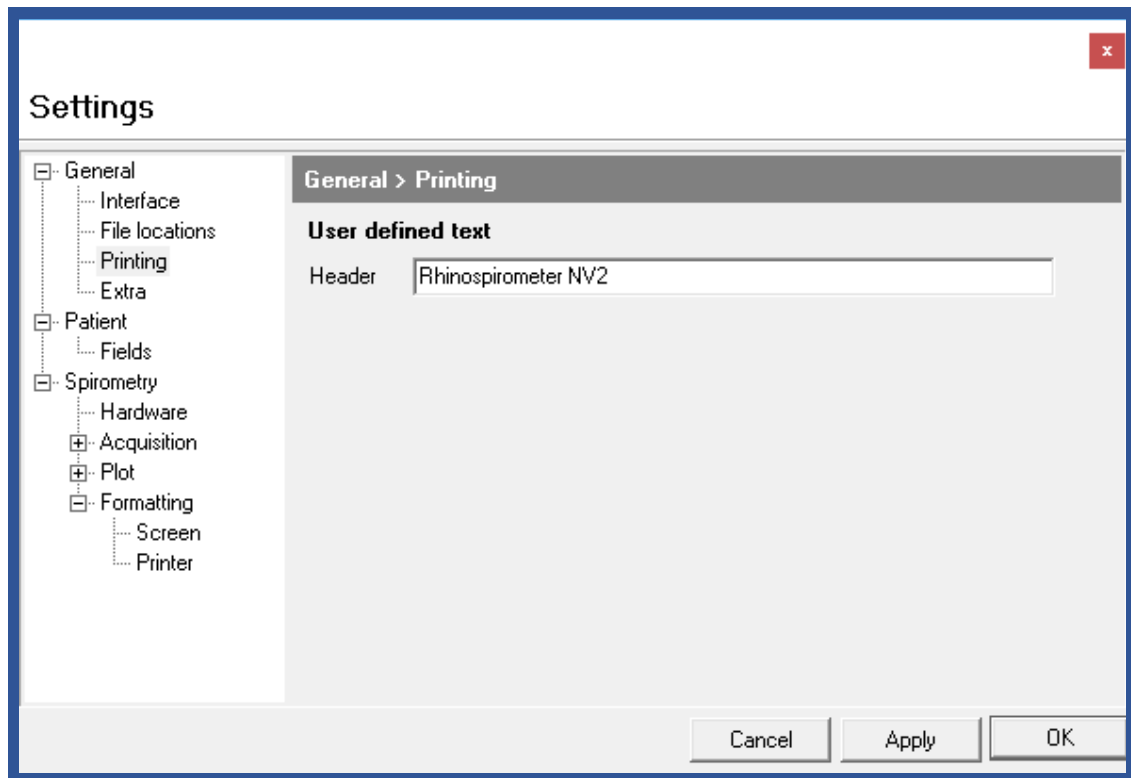 x
Settings
General
Interface
File locations
Printing
Extra
Patient
Fields
Spirometry
Hardware
Acquisition
Plot
Formatting
Screen
Printer
General > Printing
User defined text
Header Rhinospirometer NV2
Cancel Apply OK